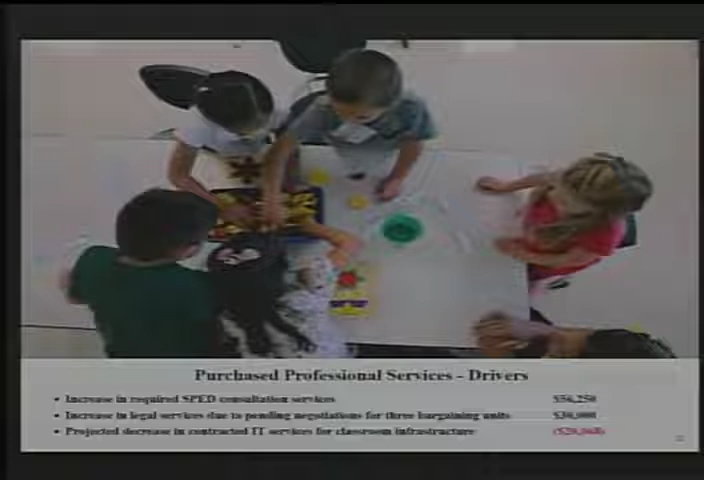 Purchased Professional Services - Drivers
• Increase in required SPED consultation services $56,250
• Increase in legal services due to pending negotiations for three bargaining units $30,000
• Projected decrease in contracted IT services for classroom infrastructure